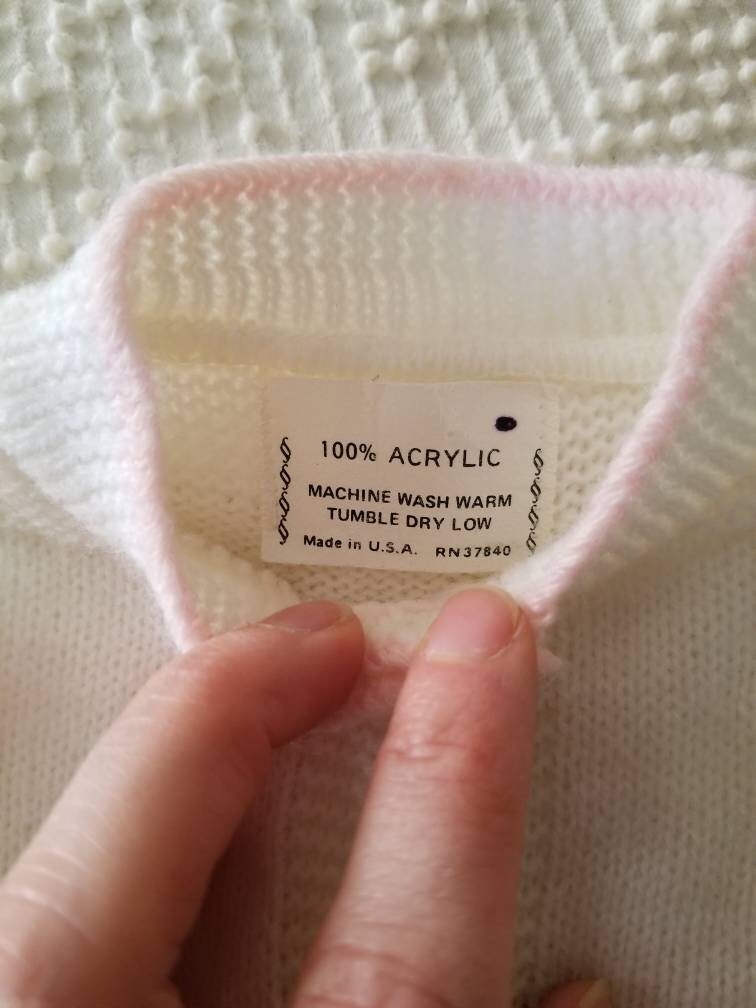 100% ACRYLIC
MACHINE WASH WARM
TUMBLE DRY LOW
Made in U.S.A. RN37840